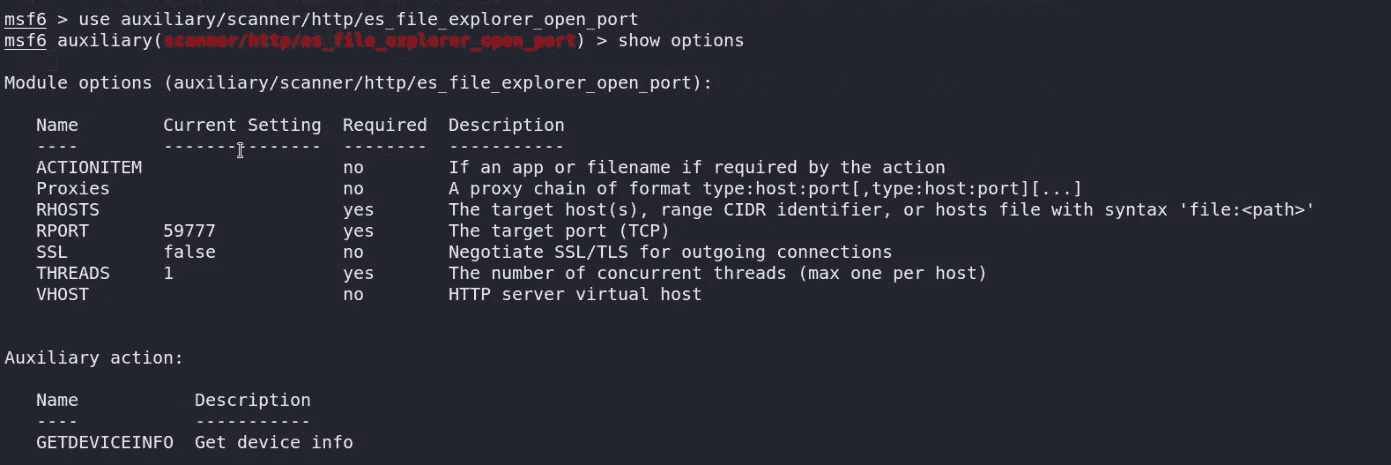 msf6 > use auxiliary/scanner/http/es_file_explorer_open_port
msf6 auxiliary(scanner/http/es_file_explorer_open_port) > show options
Module options (auxiliary/scanner/http/es_file_explorer_open_port):
Name Current Setting Required Description
---- --------------- -------- -----------
ACTIONITEM no If an app or filename if required by the action
Proxies no A proxy chain of format type:host:port[,type:host:port][...]
RHOSTS yes The target host(s), range CIDR identifier, or hosts file with syntax 'file:<path>'
RPORT 59777 yes The target port (TCP)
SSL false no Negotiate SSL/TLS for outgoing connections
THREADS 1 yes The number of concurrent threads (max one per host)
VHOST no HTTP server virtual host
Auxiliary action:
Name Description
---- -----------
GETDEVICEINFO Get device info